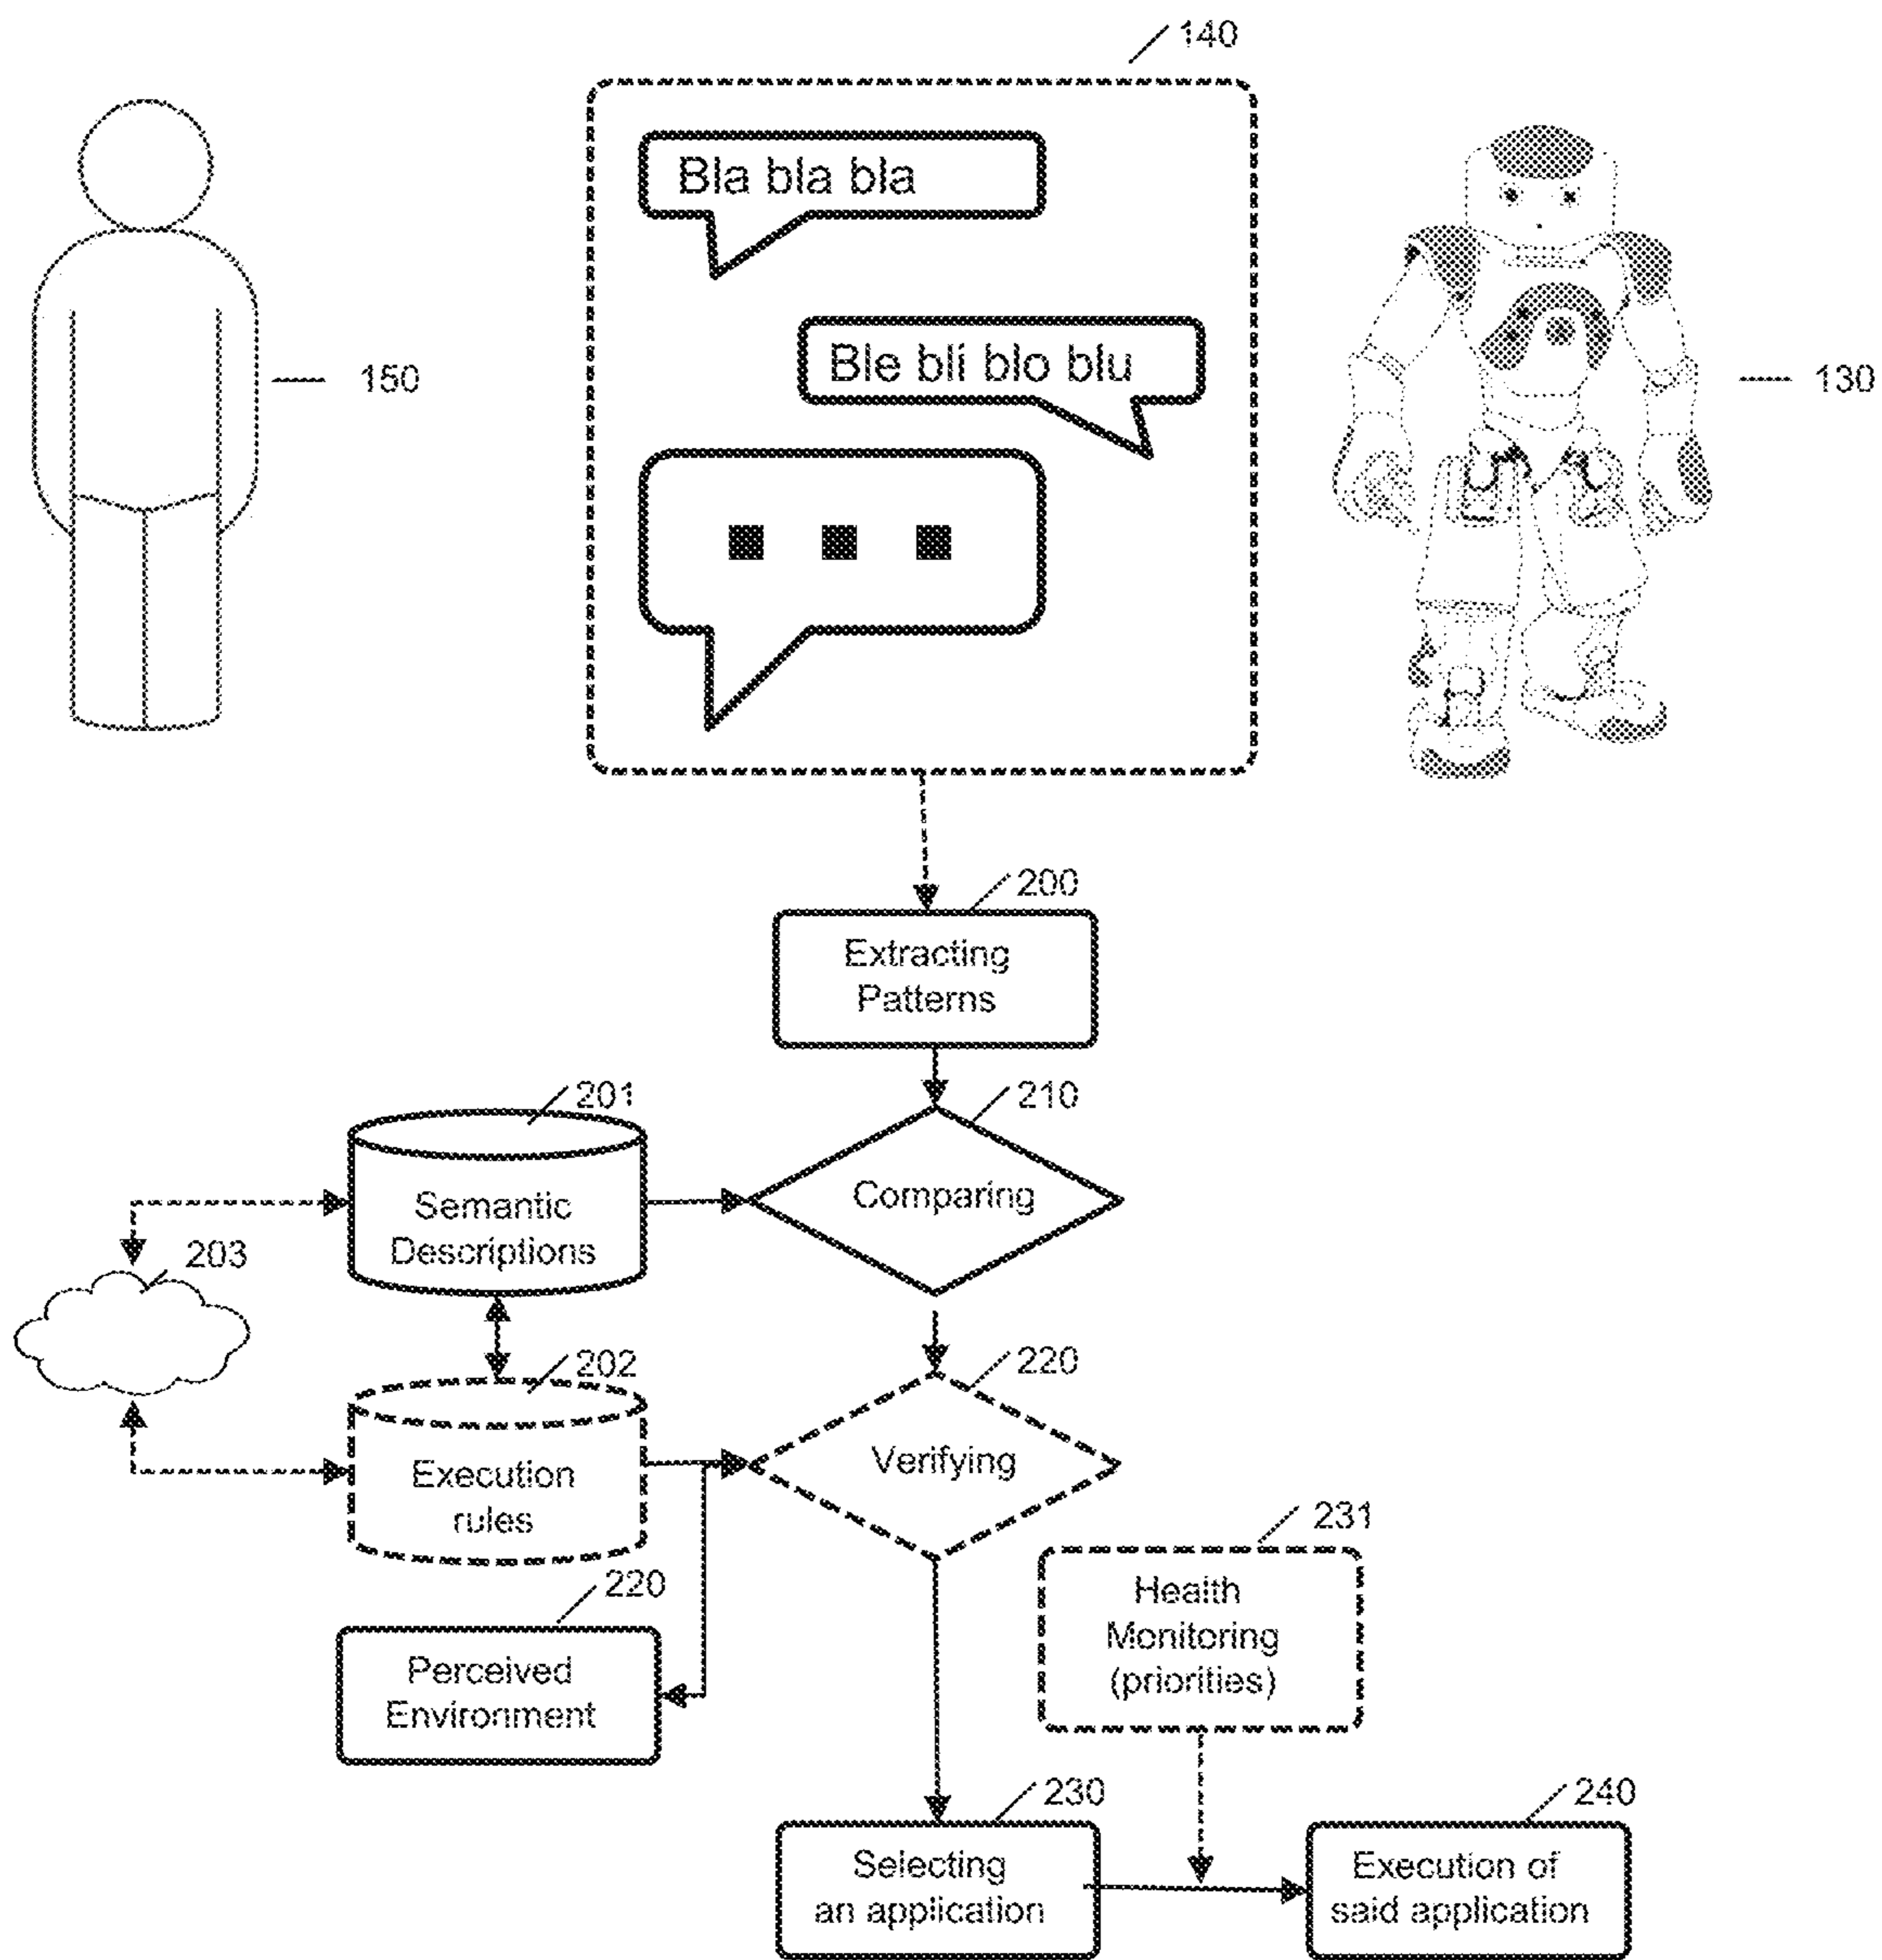 140
Bla bla bla
Ble bli blo blu
150
130
200
Extracting
Patterns
201
210
Semantic
Descriptions
Comparing
203
202
220
Execution
rules
Verifying
231
220
Health
Monitoring
(priorities)
Perceived
Environment
230
240
Selecting
an application
Execution of
said application